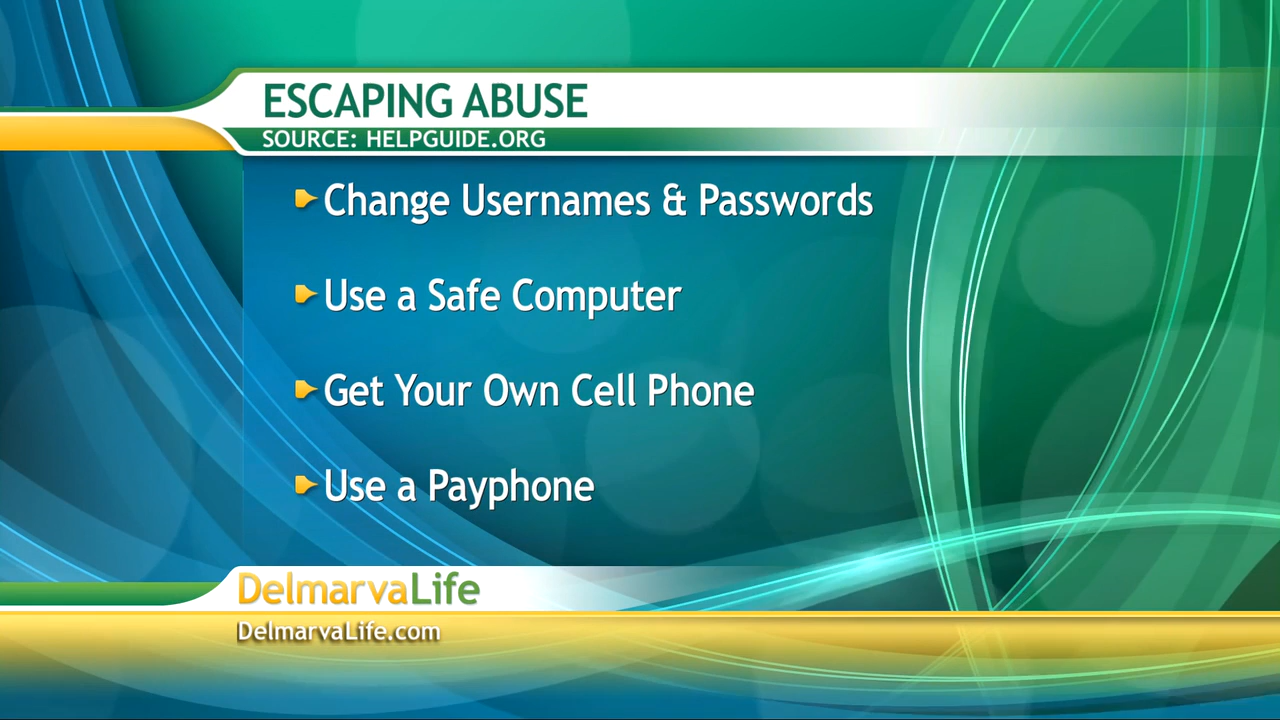 ESCAPING ABUSE
SOURCE: HELPGUIDE.ORG
Change Usernames & Passwords
Use a Safe Computer
Get Your Own Cell Phone
Use a Payphone
DelmarvaLife
DelmarvaLife.com